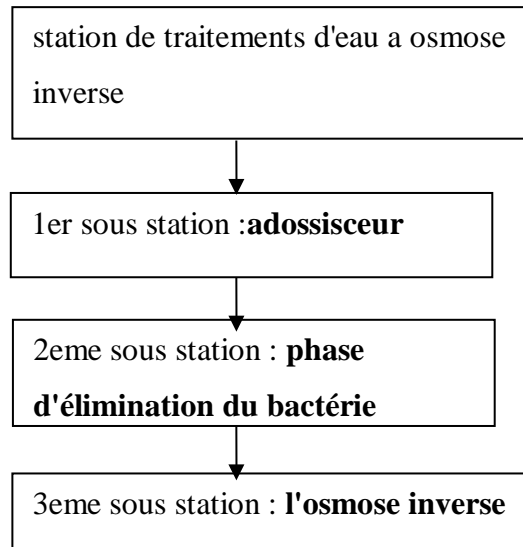 station de traitements d'eau a osmose
inverse
1er sous station :adossisceur
2eme sous station : phase
d'élimination du bactérie
3eme sous station : l'osmose inverse